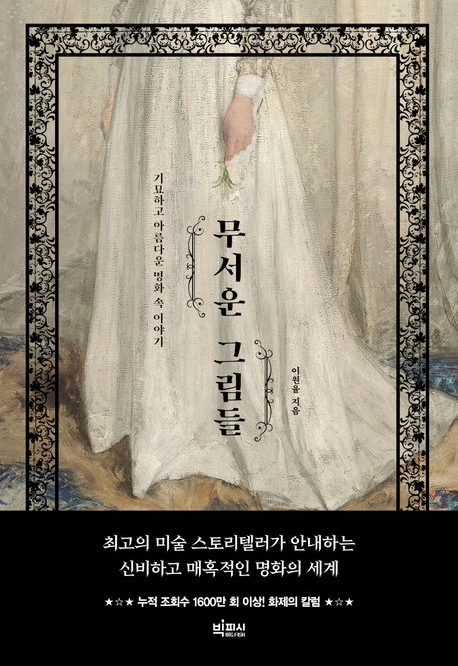 기묘하고 아름다운 명화 속 이야기
무서운 그림들
이원율 지음
최고의 미술 스토리텔러가 안내하는
신비하고 매혹적인 명화의 세계
★☆★ 누적 조회수 1600만 회 이상! 화제의 칼럼 ★☆★
빅피시
BIG FISH